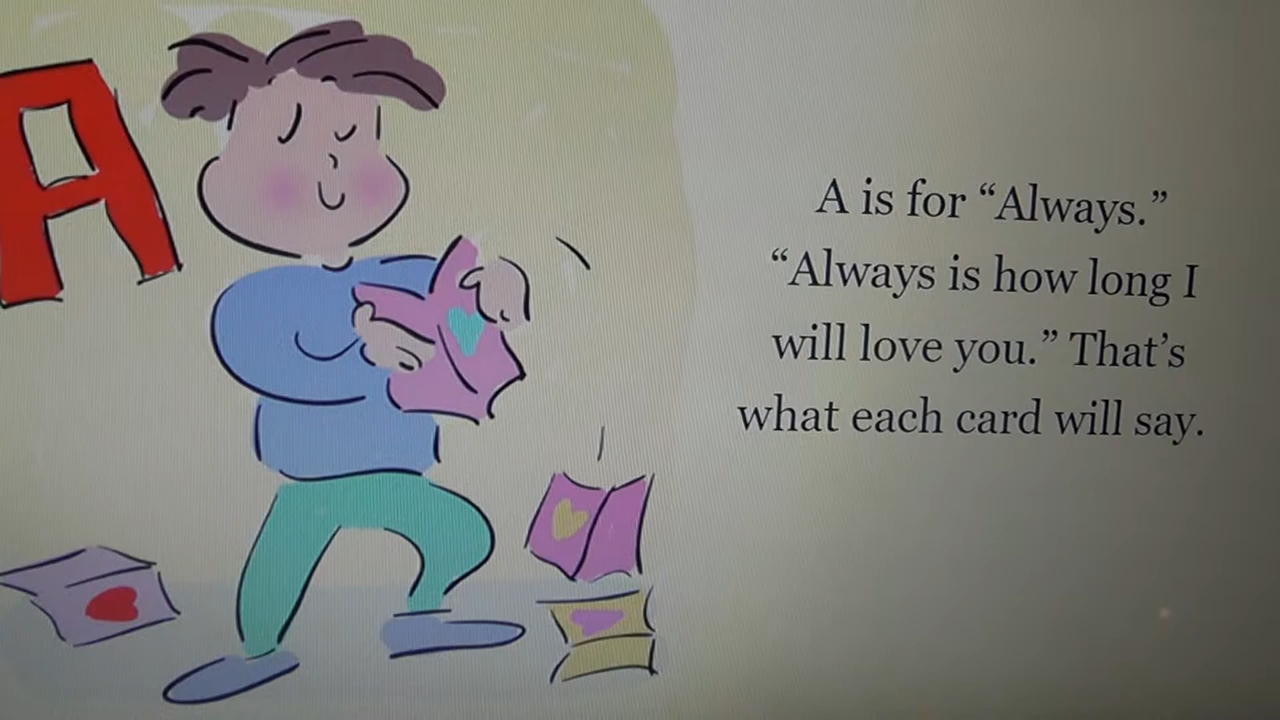 A
A is for “Always.”
“Always is how long I
will love you.” That’s
what each card will say.